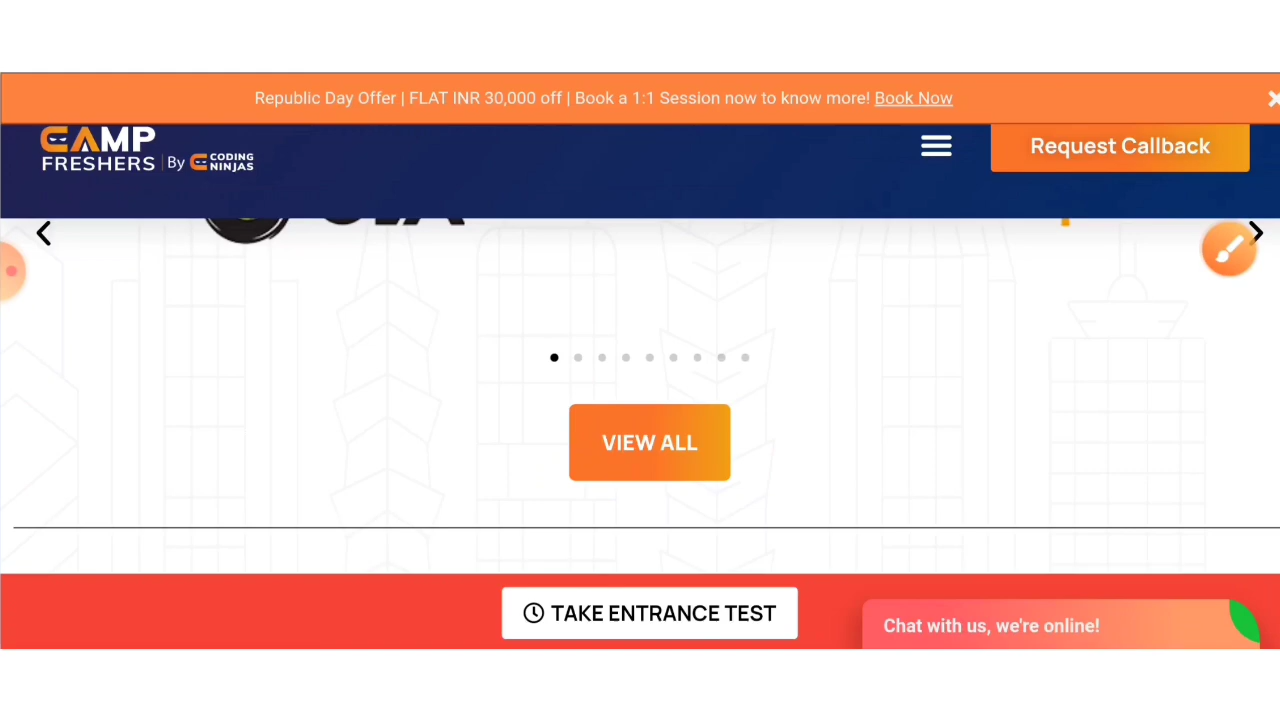 Republic Day Offer | FLAT INR 30,000 off | Book a 1:1 Session now to know more! Book Now
CAMP
FRESHERS | By CODING NINJAS
Request Callback
VIEW ALL
TAKE ENTRANCE TEST
Chat with us, we're online!